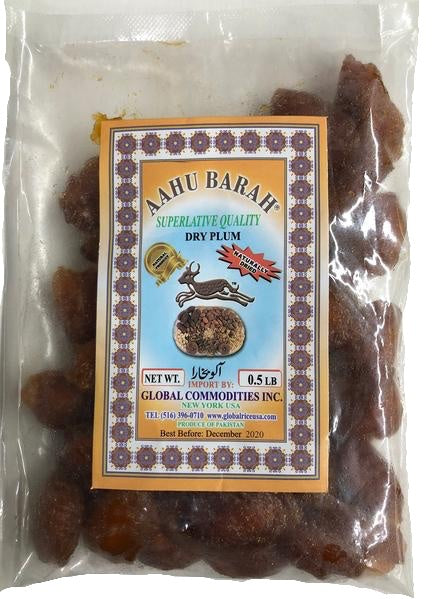 AAHU BARAH®
SUPERLATIVE QUALITY
DRY PLUM
NATURALLY
DRIED
آلو بخارا
NET WT.
IMPORT BY:
0.5 LB
GLOBAL COMMODITIES INC.
NEW YORK USA
TEL (516) 396-0710 www.globalriceusa.com
PRODUCE OF PAKISTAN
Best Before: December 2020